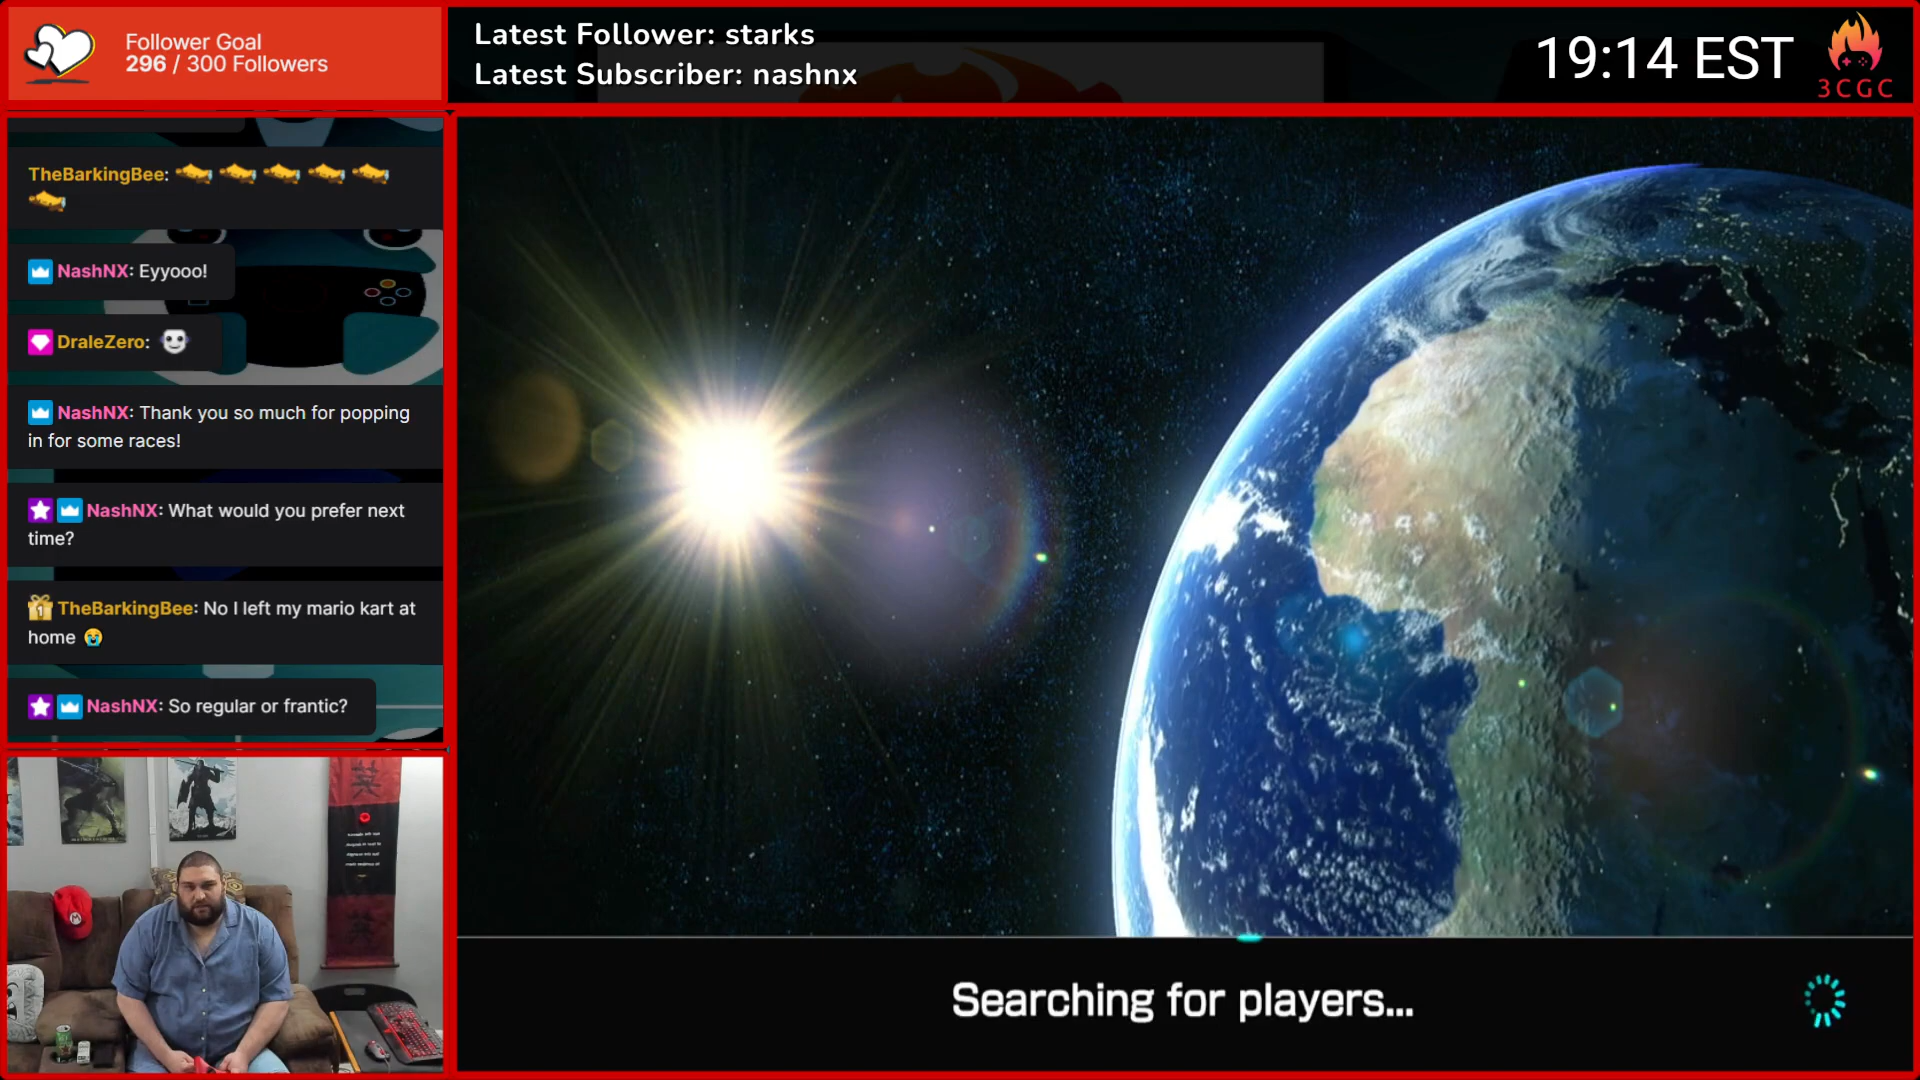 Follower Goal
296 / 300 Followers
Latest Follower: starks
Latest Subscriber: nashnx
19:14 EST
3CGC
TheBarkingBee:
NashNX: Eyyooo!
DraleZero:
NashNX: Thank you so much for popping
in for some races!
NashNX: What would you prefer next
time?
1 TheBarkingBee: No I left my mario kart at
home 😭
NashNX: So regular or frantic?
M
Searching for players...